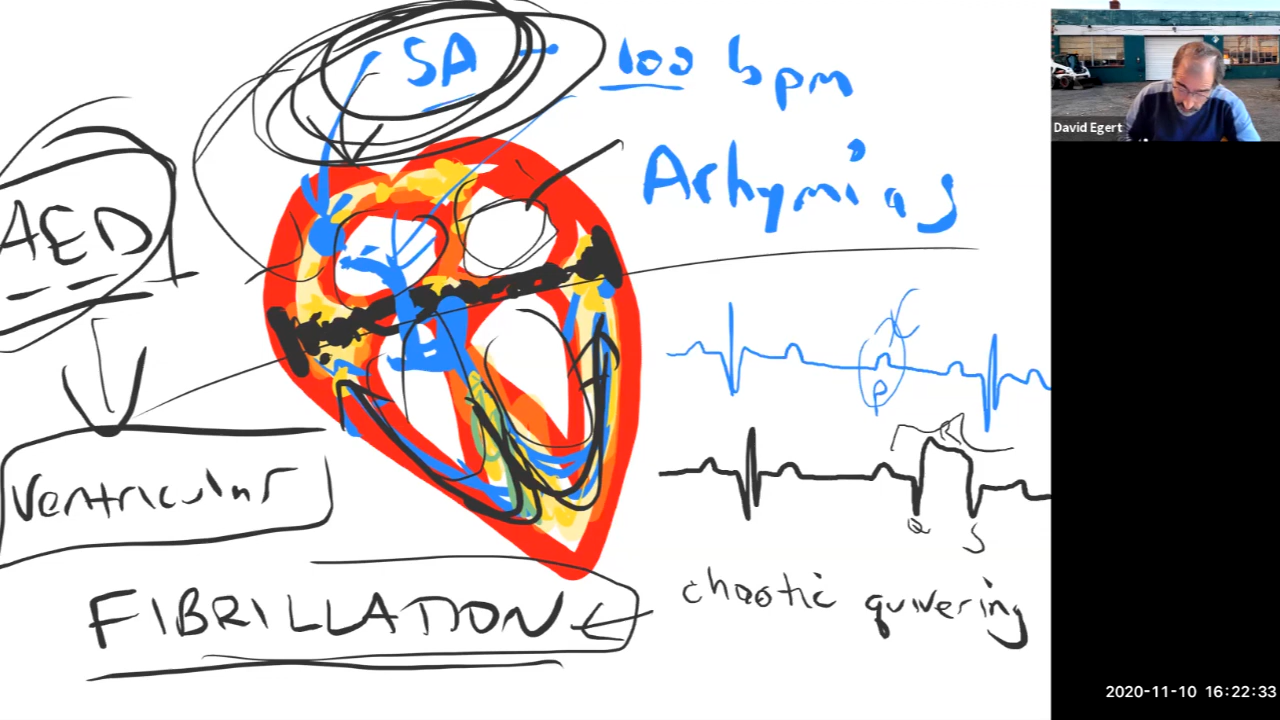 SA → 100 bpm
Arhymias
AED
David Egert
P
Q
S
Ventricular
FIBRILLATION
chaotic quivering
2020-11-10 16:22:33